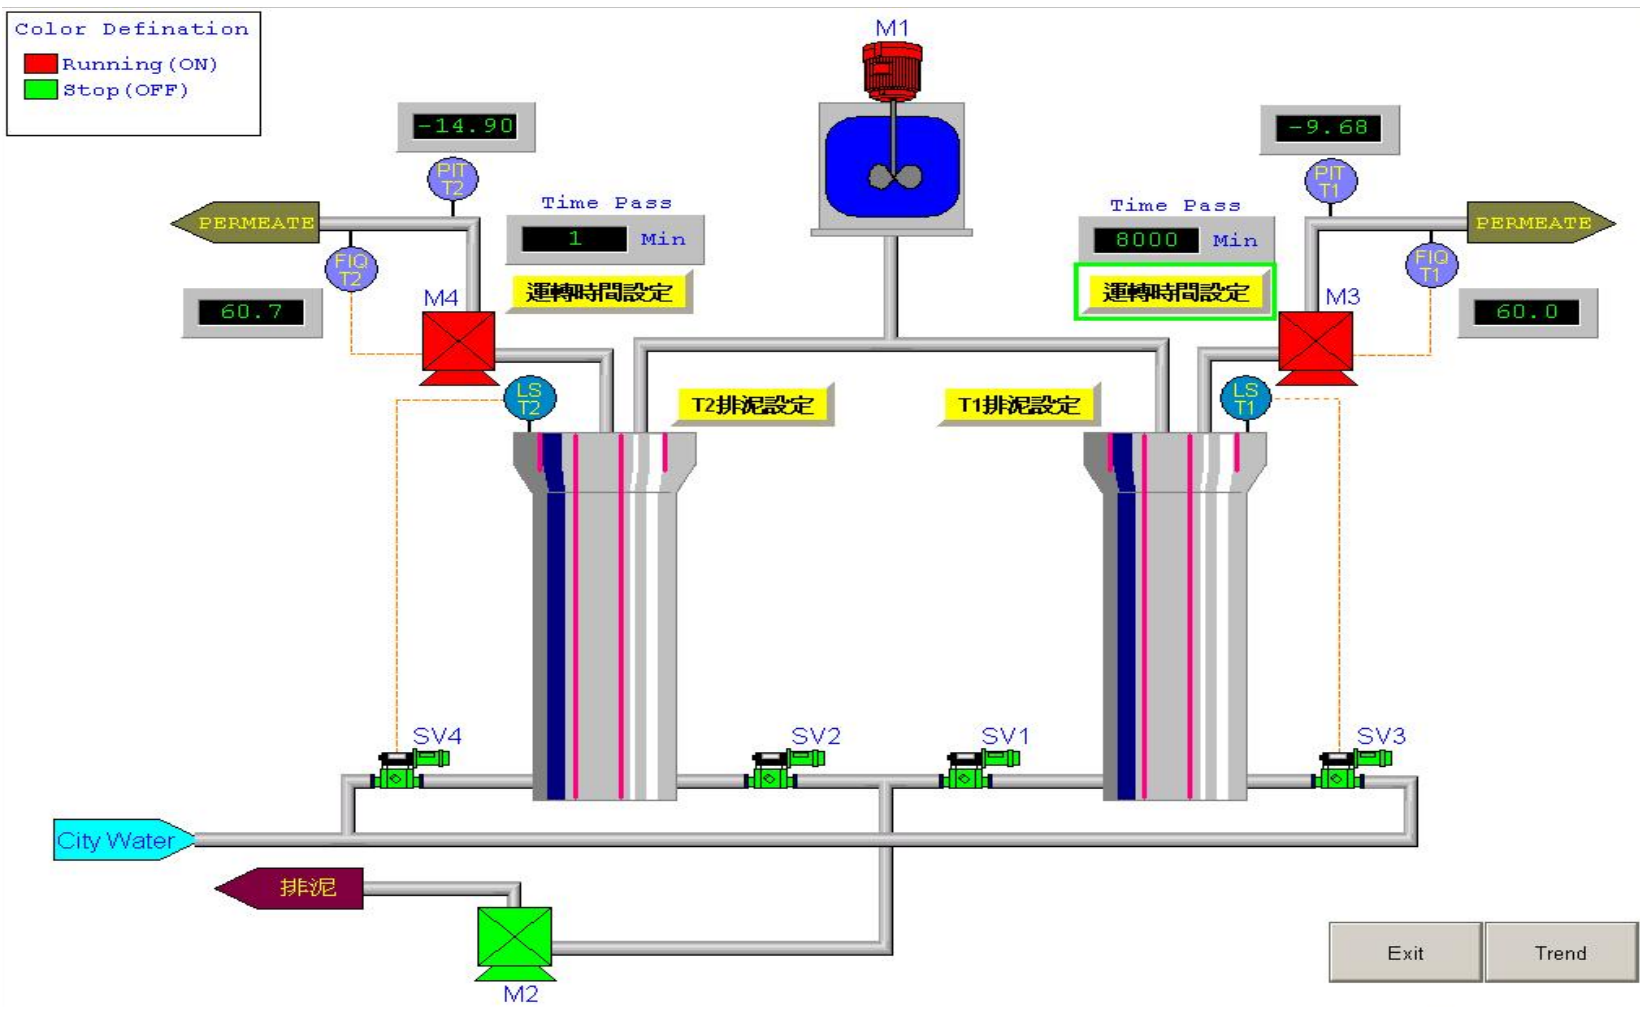 Color Defination
Running(ON)
Stop(OFF)
M1
-14.90
-9.68
PIT
T2
PIT
T1
Time Pass
Time Pass
PERMEATE
PERMEATE
1 Min
8000 Min
FIQ
T2
FIQ
T1
運轉時間設定
運轉時間設定
M4
M3
60.7
60.0
LS
T2
T2排泥設定
T1排泥設定
LS
T1
SV4
SV2
SV1
SV3
City Water
排泥
M2
Exit
Trend